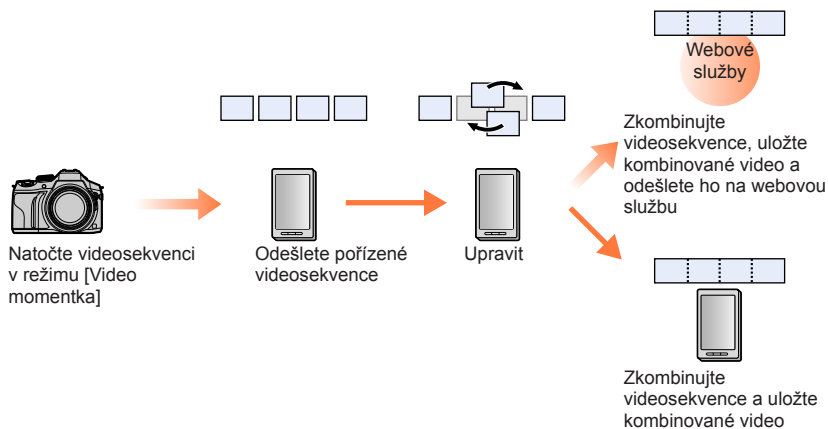 Natočte videosekvenci
v režimu [Video
momentka]
Odešlete pořízené
videosekvence
Upravit
Webové
služby
Zkombinujte
videosekvence, uložte
kombinované video a
odešlete ho na webovou
službu
Zkombinujte
videosekvence a uložte
kombinované video